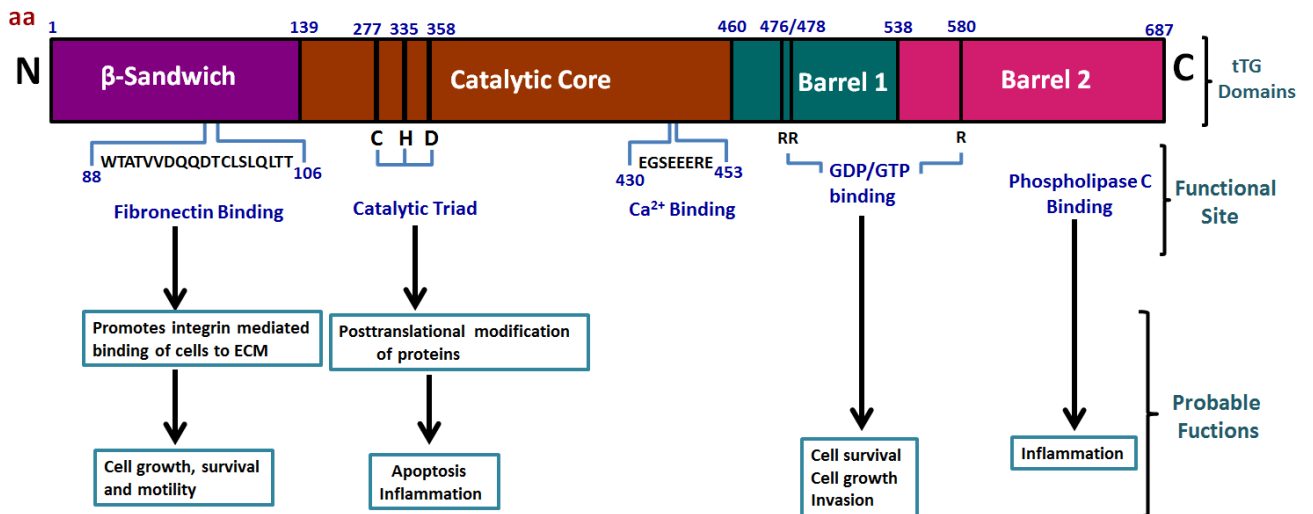 aa
1 139 277 335 358 460 476/478 538 580 687
N β-Sandwich Catalytic Core Barrel 1 Barrel 2 C
tTG
Domains
C H D RR R
WTATVVDQQDTCLSLQLTT EGSEEERE
88 106 430 453
Fibronectin Binding
Catalytic Triad
Ca²⁺ Binding
GDP/GTP
binding
Phospholipase C
Binding
Functional
Site
Promotes integrin mediated
binding of cells to ECM
Posttranslational modification
of proteins
Cell growth, survival
and motility
Apoptosis
Inflammation
Cell survival
Cell growth
Invasion
Inflammation
Probable
Fuctions